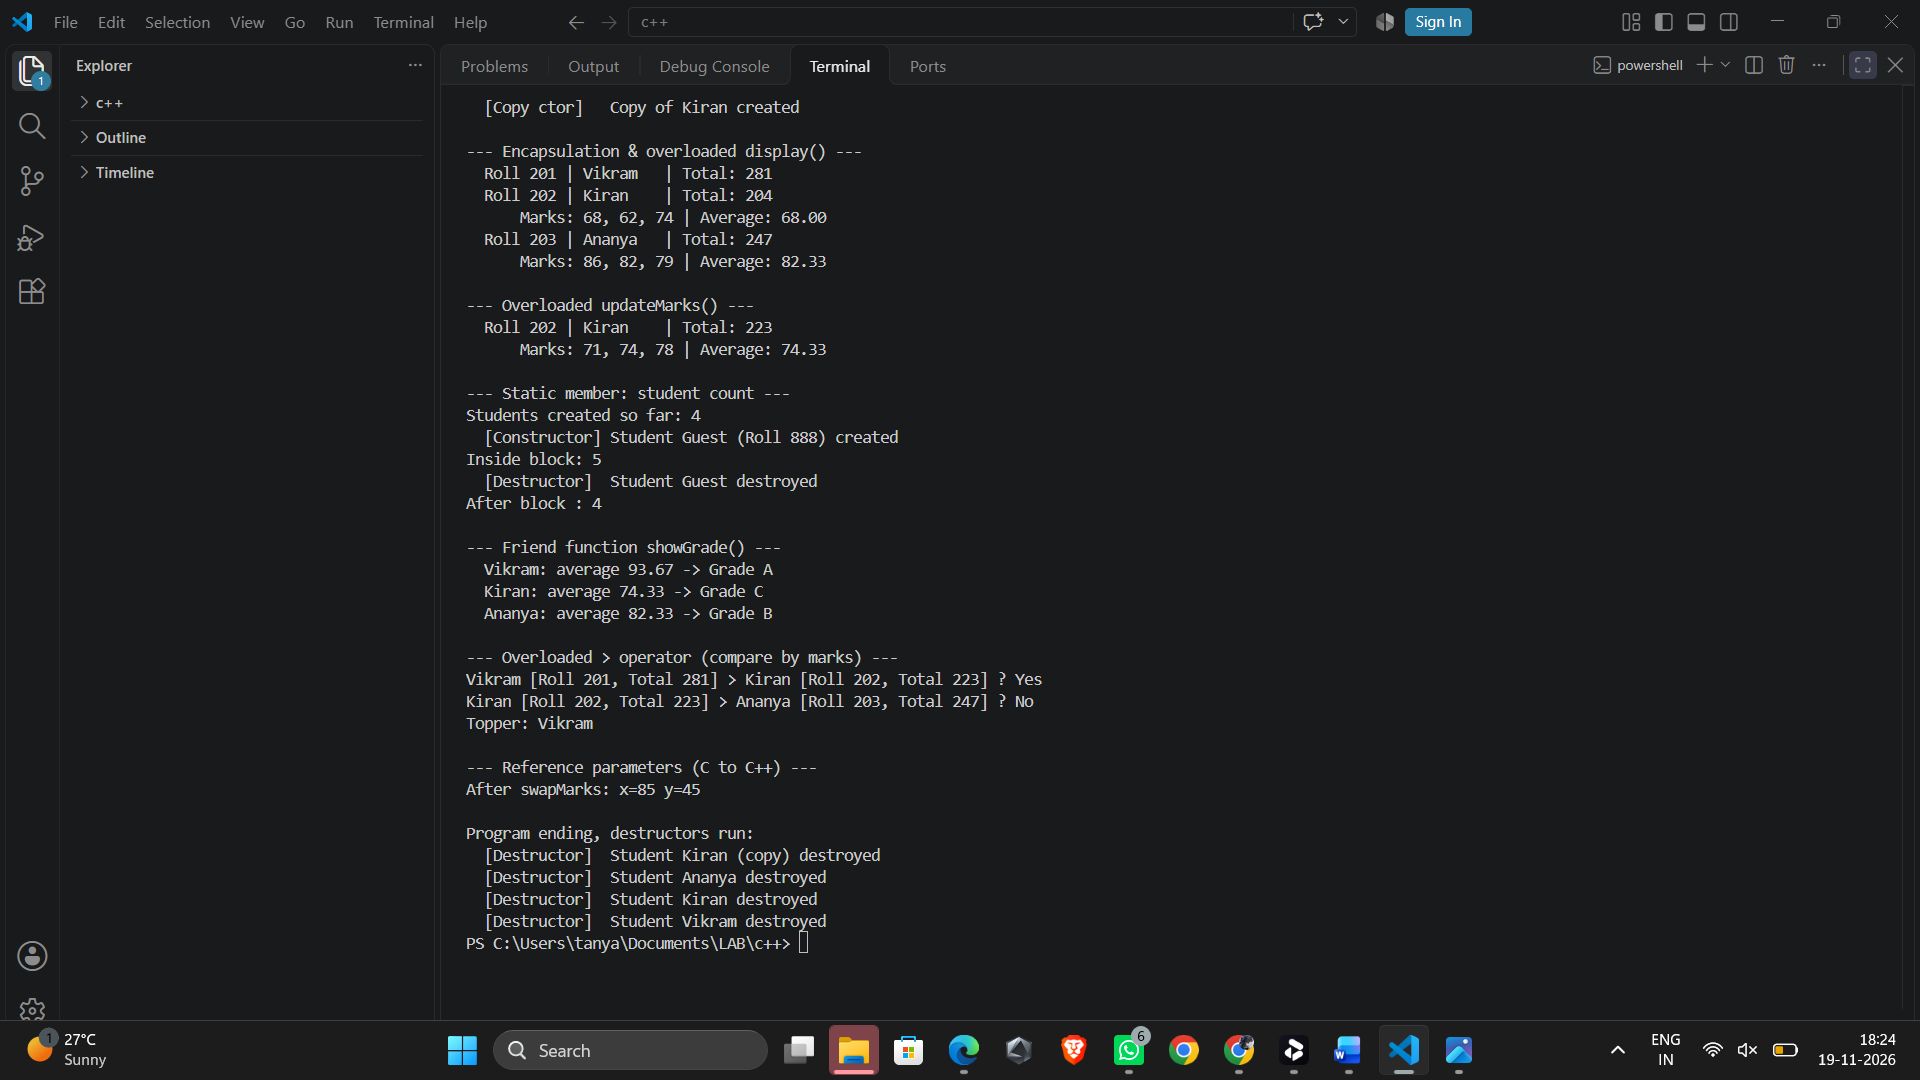 File Edit Selection View Go Run Terminal Help
c++
Sign In
1
Explorer
c++
Outline
Timeline
Problems Output Debug Console Terminal Ports
powershell
[Copy ctor]   Copy of Kiran created
--- Encapsulation & overloaded display() ---
Roll 201 | Vikram   | Total: 281
Roll 202 | Kiran    | Total: 204
Marks: 68, 62, 74 | Average: 68.00
Roll 203 | Ananya   | Total: 247
Marks: 86, 82, 79 | Average: 82.33
--- Overloaded updateMarks() ---
Roll 202 | Kiran    | Total: 223
Marks: 71, 74, 78 | Average: 74.33
--- Static member: student count ---
Students created so far: 4
[Constructor] Student Guest (Roll 888) created
Inside block: 5
[Destructor]  Student Guest destroyed
After block : 4
--- Friend function showGrade() ---
Vikram: average 93.67 -> Grade A
Kiran: average 74.33 -> Grade C
Ananya: average 82.33 -> Grade B
--- Overloaded > operator (compare by marks) ---
Vikram [Roll 201, Total 281] > Kiran [Roll 202, Total 223] ? Yes
Kiran [Roll 202, Total 223] > Ananya [Roll 203, Total 247] ? No
Topper: Vikram
--- Reference parameters (C to C++) ---
After swapMarks: x=85 y=45
Program ending, destructors run:
[Destructor]  Student Kiran (copy) destroyed
[Destructor]  Student Ananya destroyed
[Destructor]  Student Kiran destroyed
[Destructor]  Student Vikram destroyed
PS C:\Users\tanya\Documents\LAB\c++>
1
27°C
Sunny
Search
6
W
ENG
IN
18:24
19-11-2026